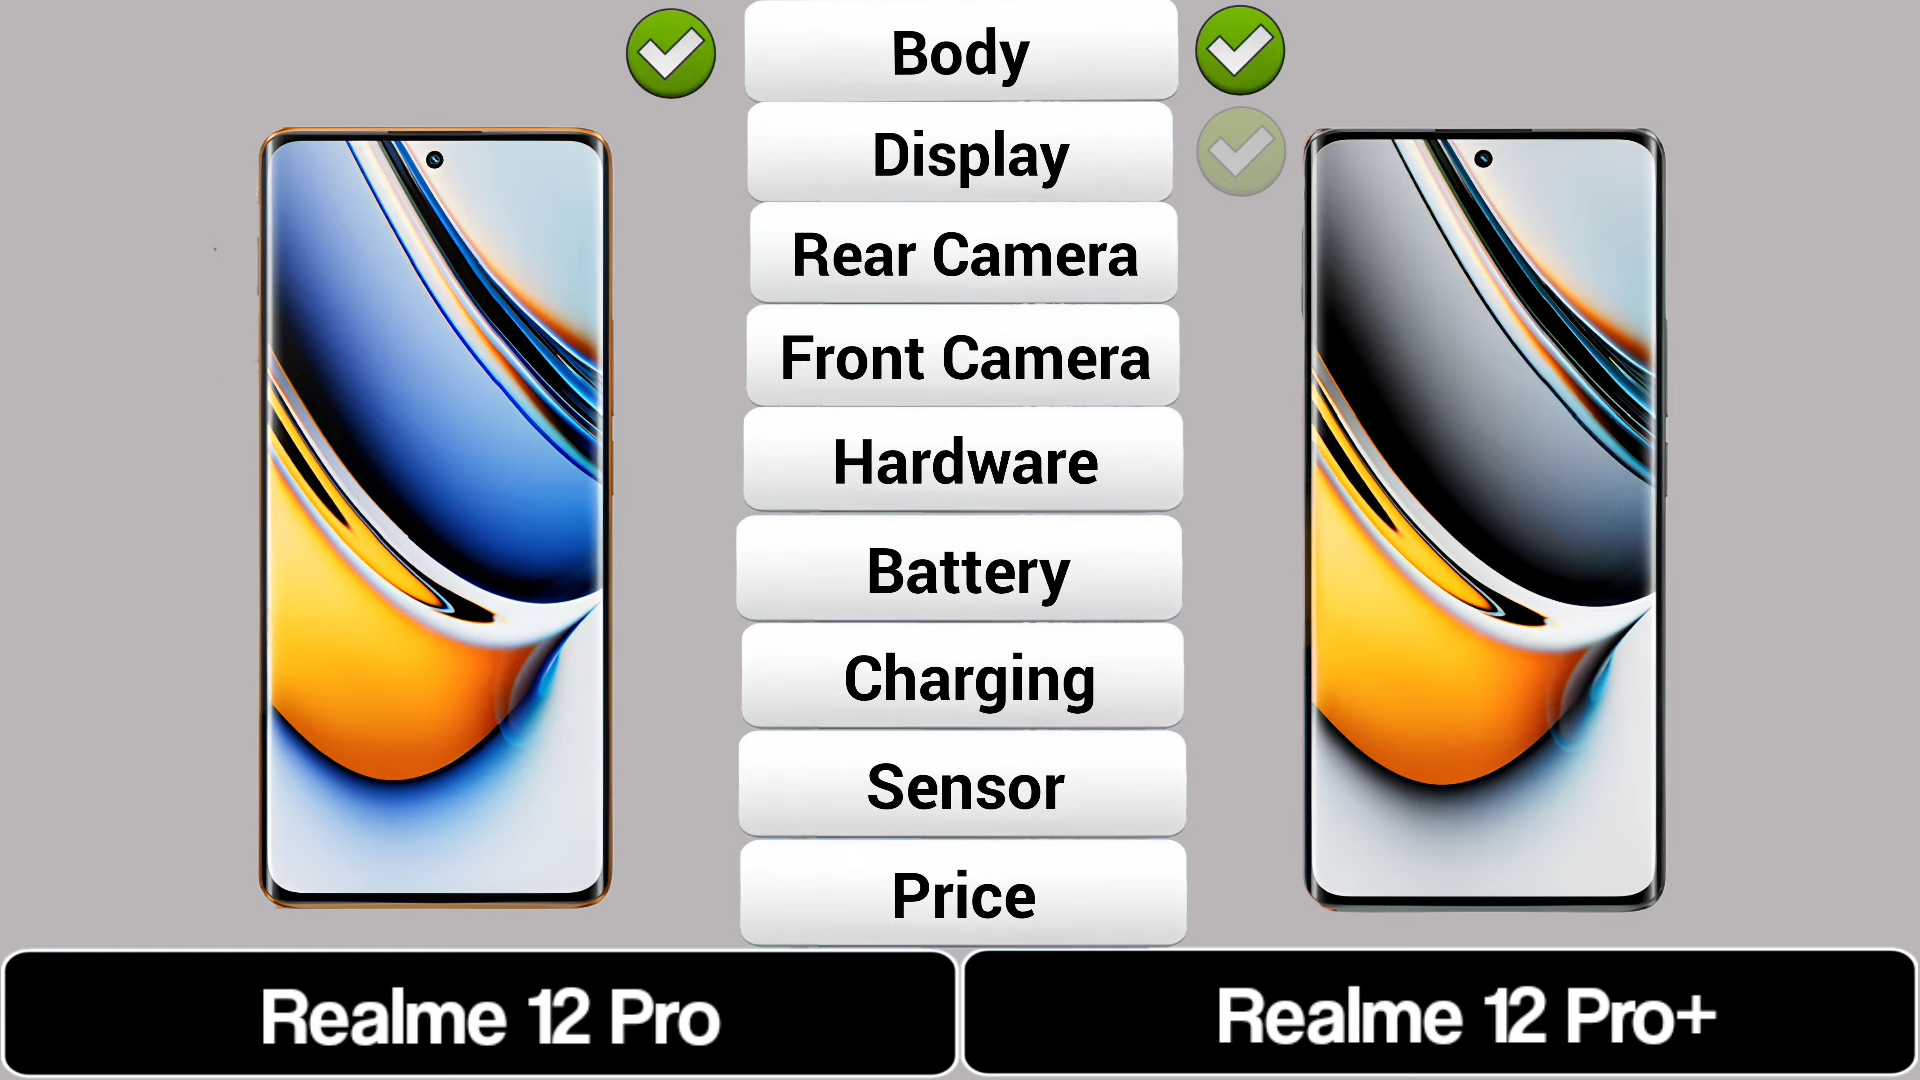 Body
Display
Rear Camera
Front Camera
Hardware
Battery
Charging
Sensor
Price
Realme 12 Pro
Realme 12 Pro+